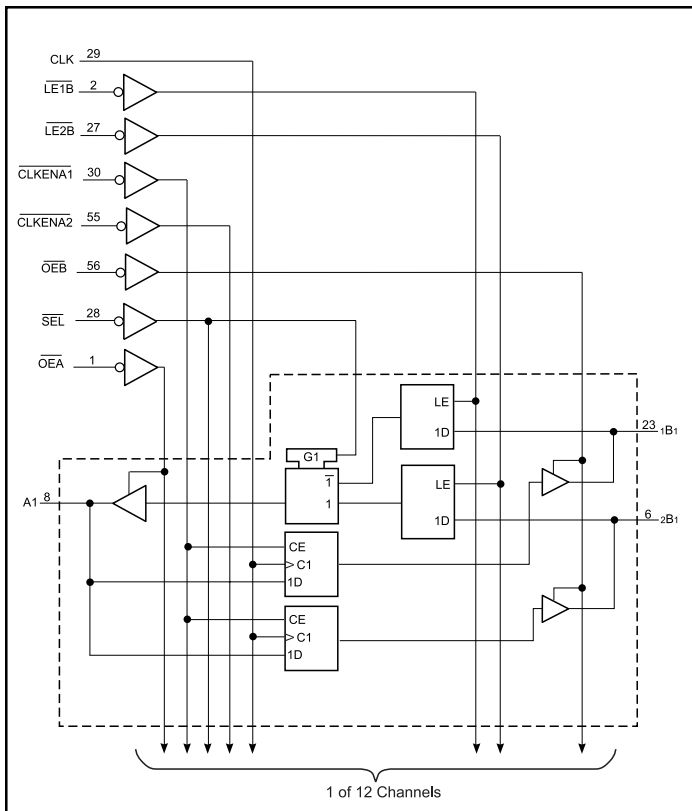 CLK 29
LE1B 2
LE2B 27
CLKENA1 30
CLKENA2 55
OEB 56
SEL 28
OEA 1
LE
1D
23 1B1
G1
1
1
LE
1D
6 2B1
A1 8
CE
C1
1D
CE
C1
1D
1 of 12 Channels